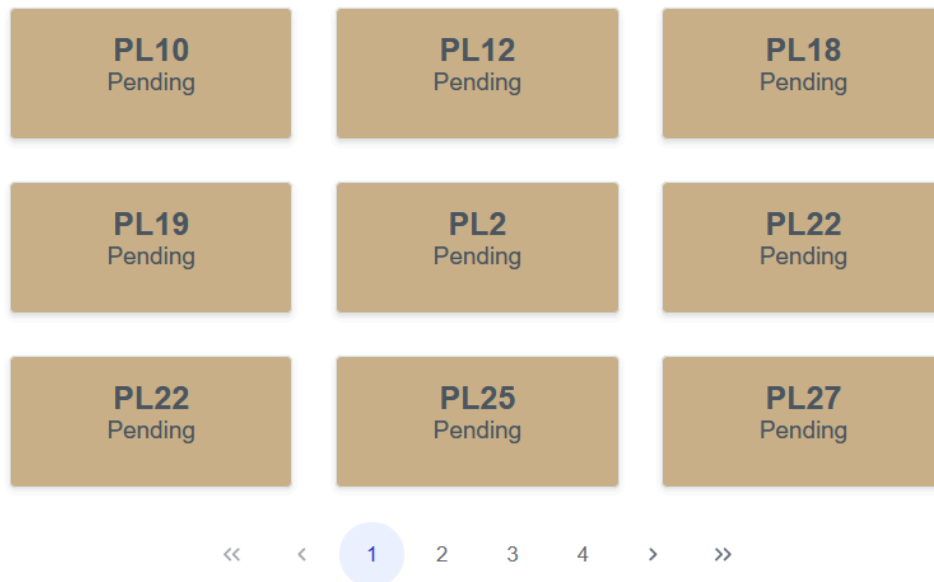 PL10
Pending
PL12
Pending
PL18
Pending
PL19
Pending
PL2
Pending
PL22
Pending
PL22
Pending
PL25
Pending
PL27
Pending
<< < 1 2 3 4 > >>